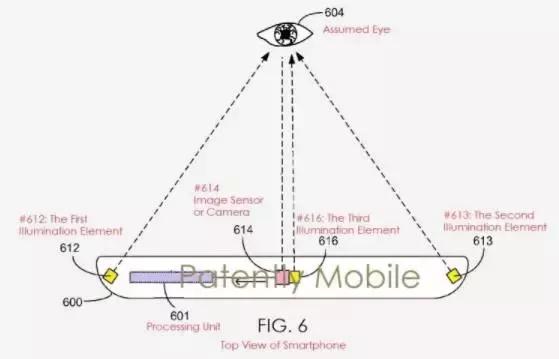 604
Assumed Eye
#614
Image Sensor
or Camera
#612: The First
Illumination Element
#616: The Third
Illumination Element
#613: The Second
Illumination Element
612
614
616
613
Patently Mobile
600
601
Processing Unit
FIG. 6
Top View of Smartphone